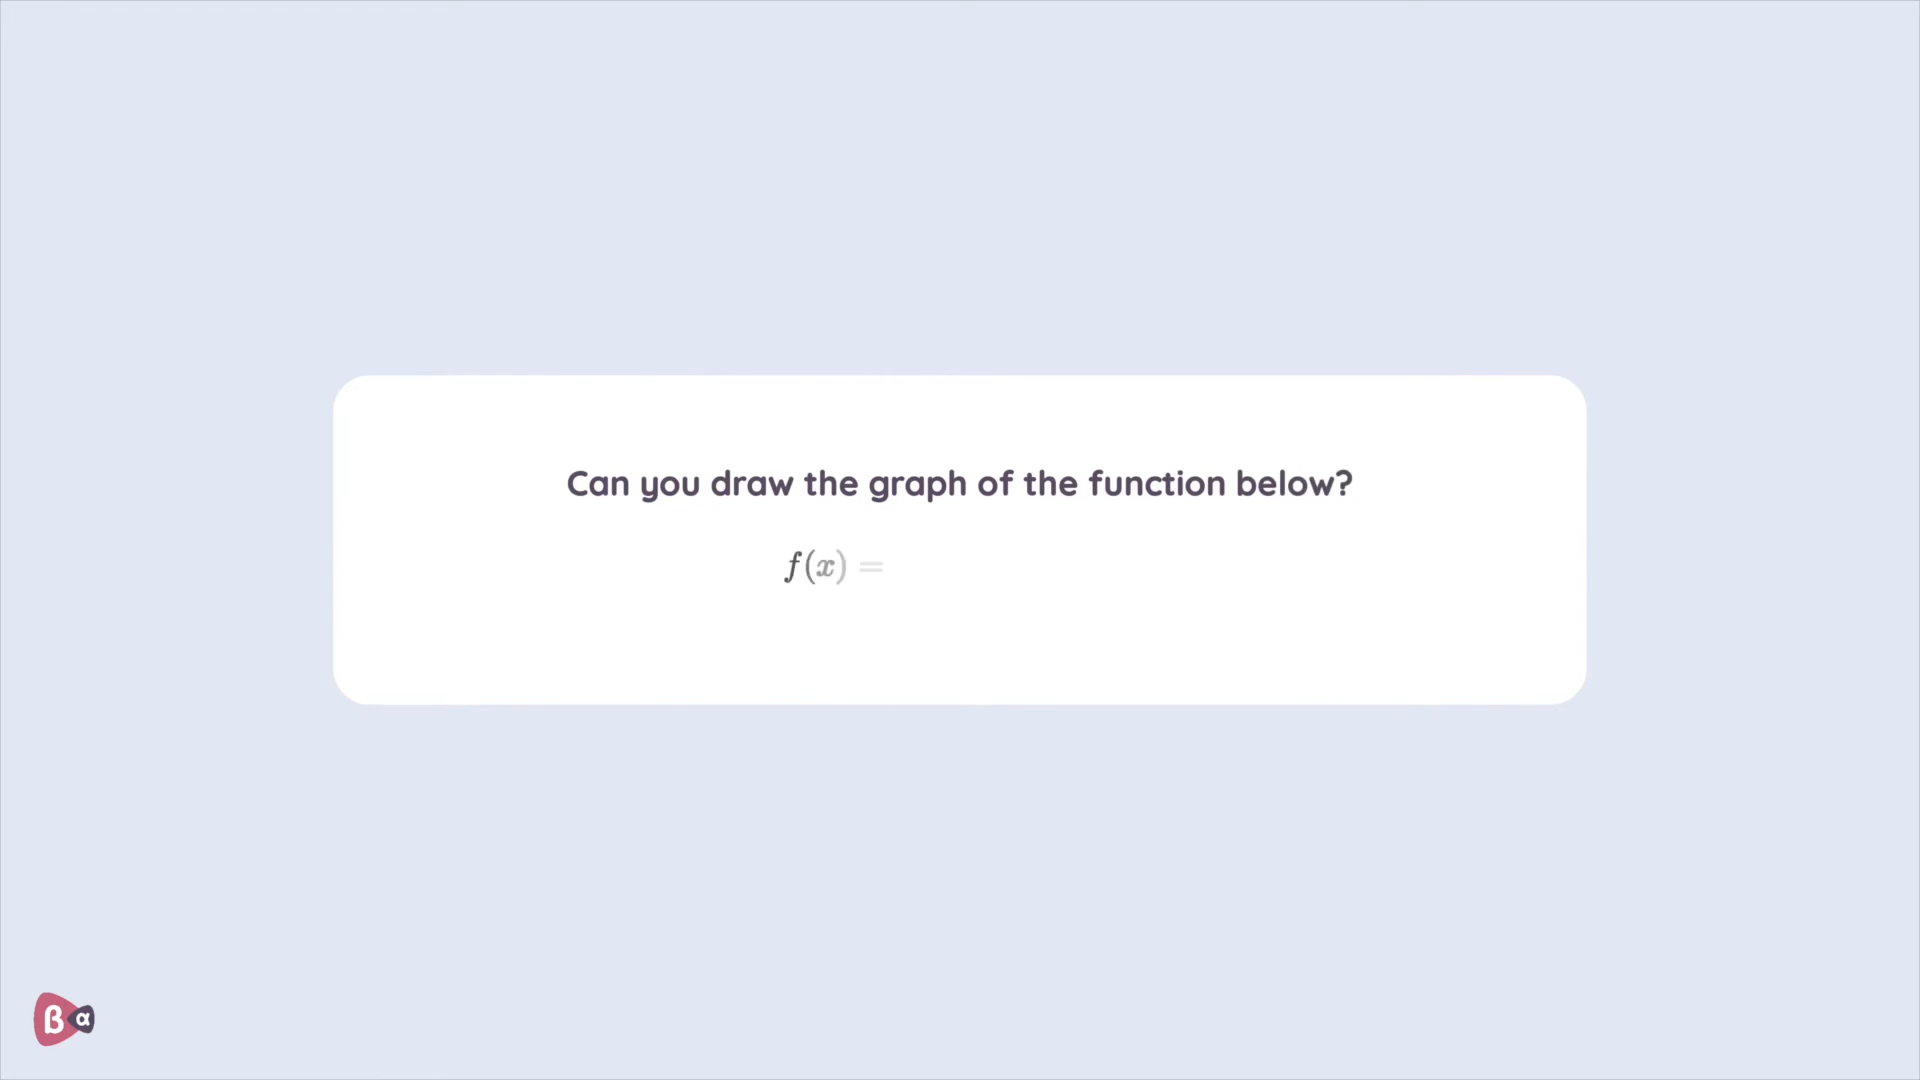 Can you draw the graph of the function below?
f(x) =
β α